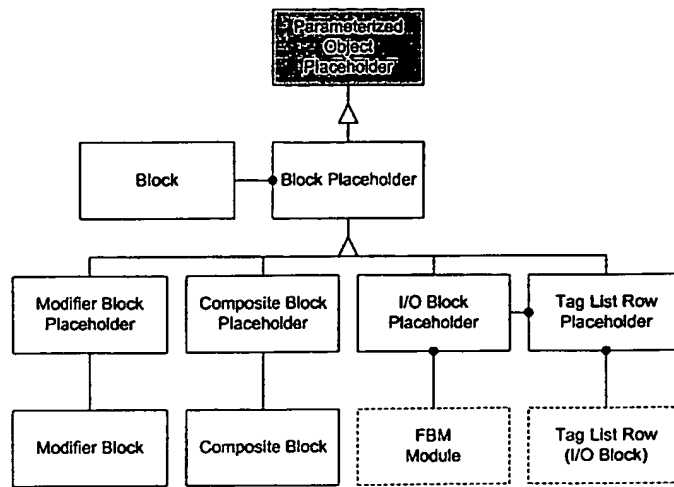 Parameterized
Object
Placeholder
Block
Block Placeholder
Modifier Block
Placeholder
Composite Block
Placeholder
I/O Block
Placeholder
Tag List Row
Placeholder
Modifier Block
Composite Block
FBM
Module
Tag List Row
(I/O Block)